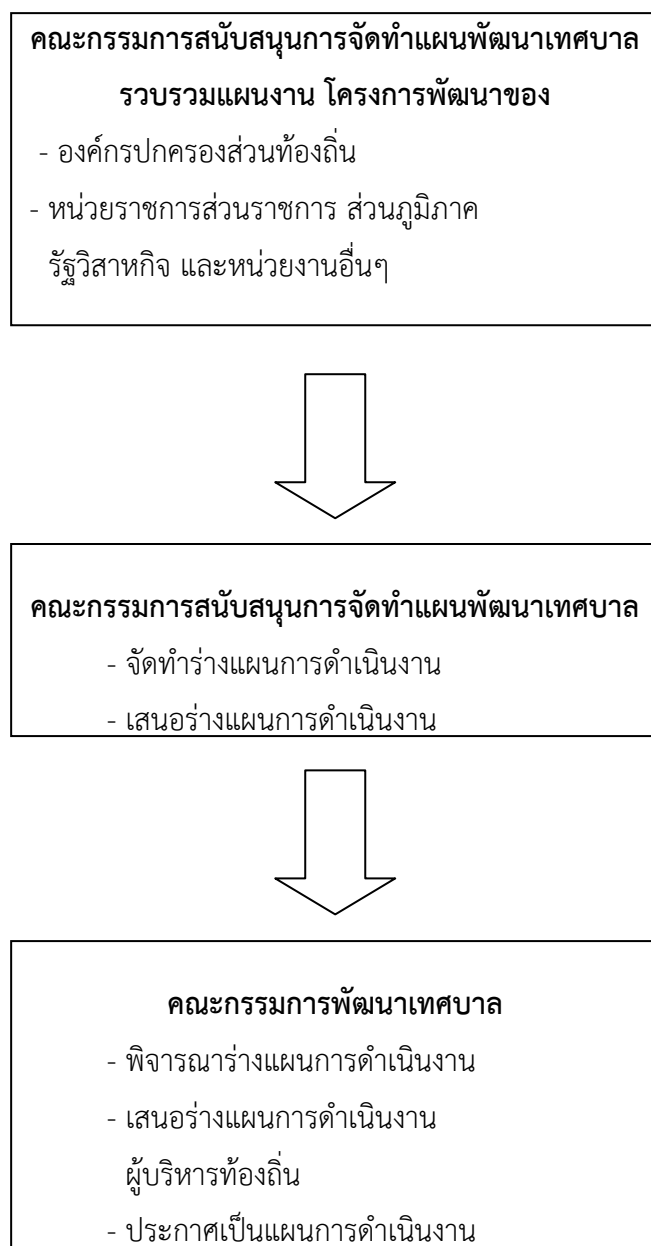 คณะกรรมการสนับสนุนการจัดทำแผนพัฒนาเทศบาล
รวบรวมแผนงาน โครงการพัฒนาของ
- องค์กรปกครองส่วนท้องถิ่น
- หน่วยราชการส่วนราชการ ส่วนภูมิภาค
รัฐวิสาหกิจ และหน่วยงานอื่นๆ
คณะกรรมการสนับสนุนการจัดทำแผนพัฒนาเทศบาล
- จัดทำร่างแผนการดำเนินงาน
- เสนอร่างแผนการดำเนินงาน
คณะกรรมการพัฒนาเทศบาล
- พิจารณาร่างแผนการดำเนินงาน
- เสนอร่างแผนการดำเนินงาน
ผู้บริหารท้องถิ่น
- ประกาศเป็นแผนการดำเนินงาน